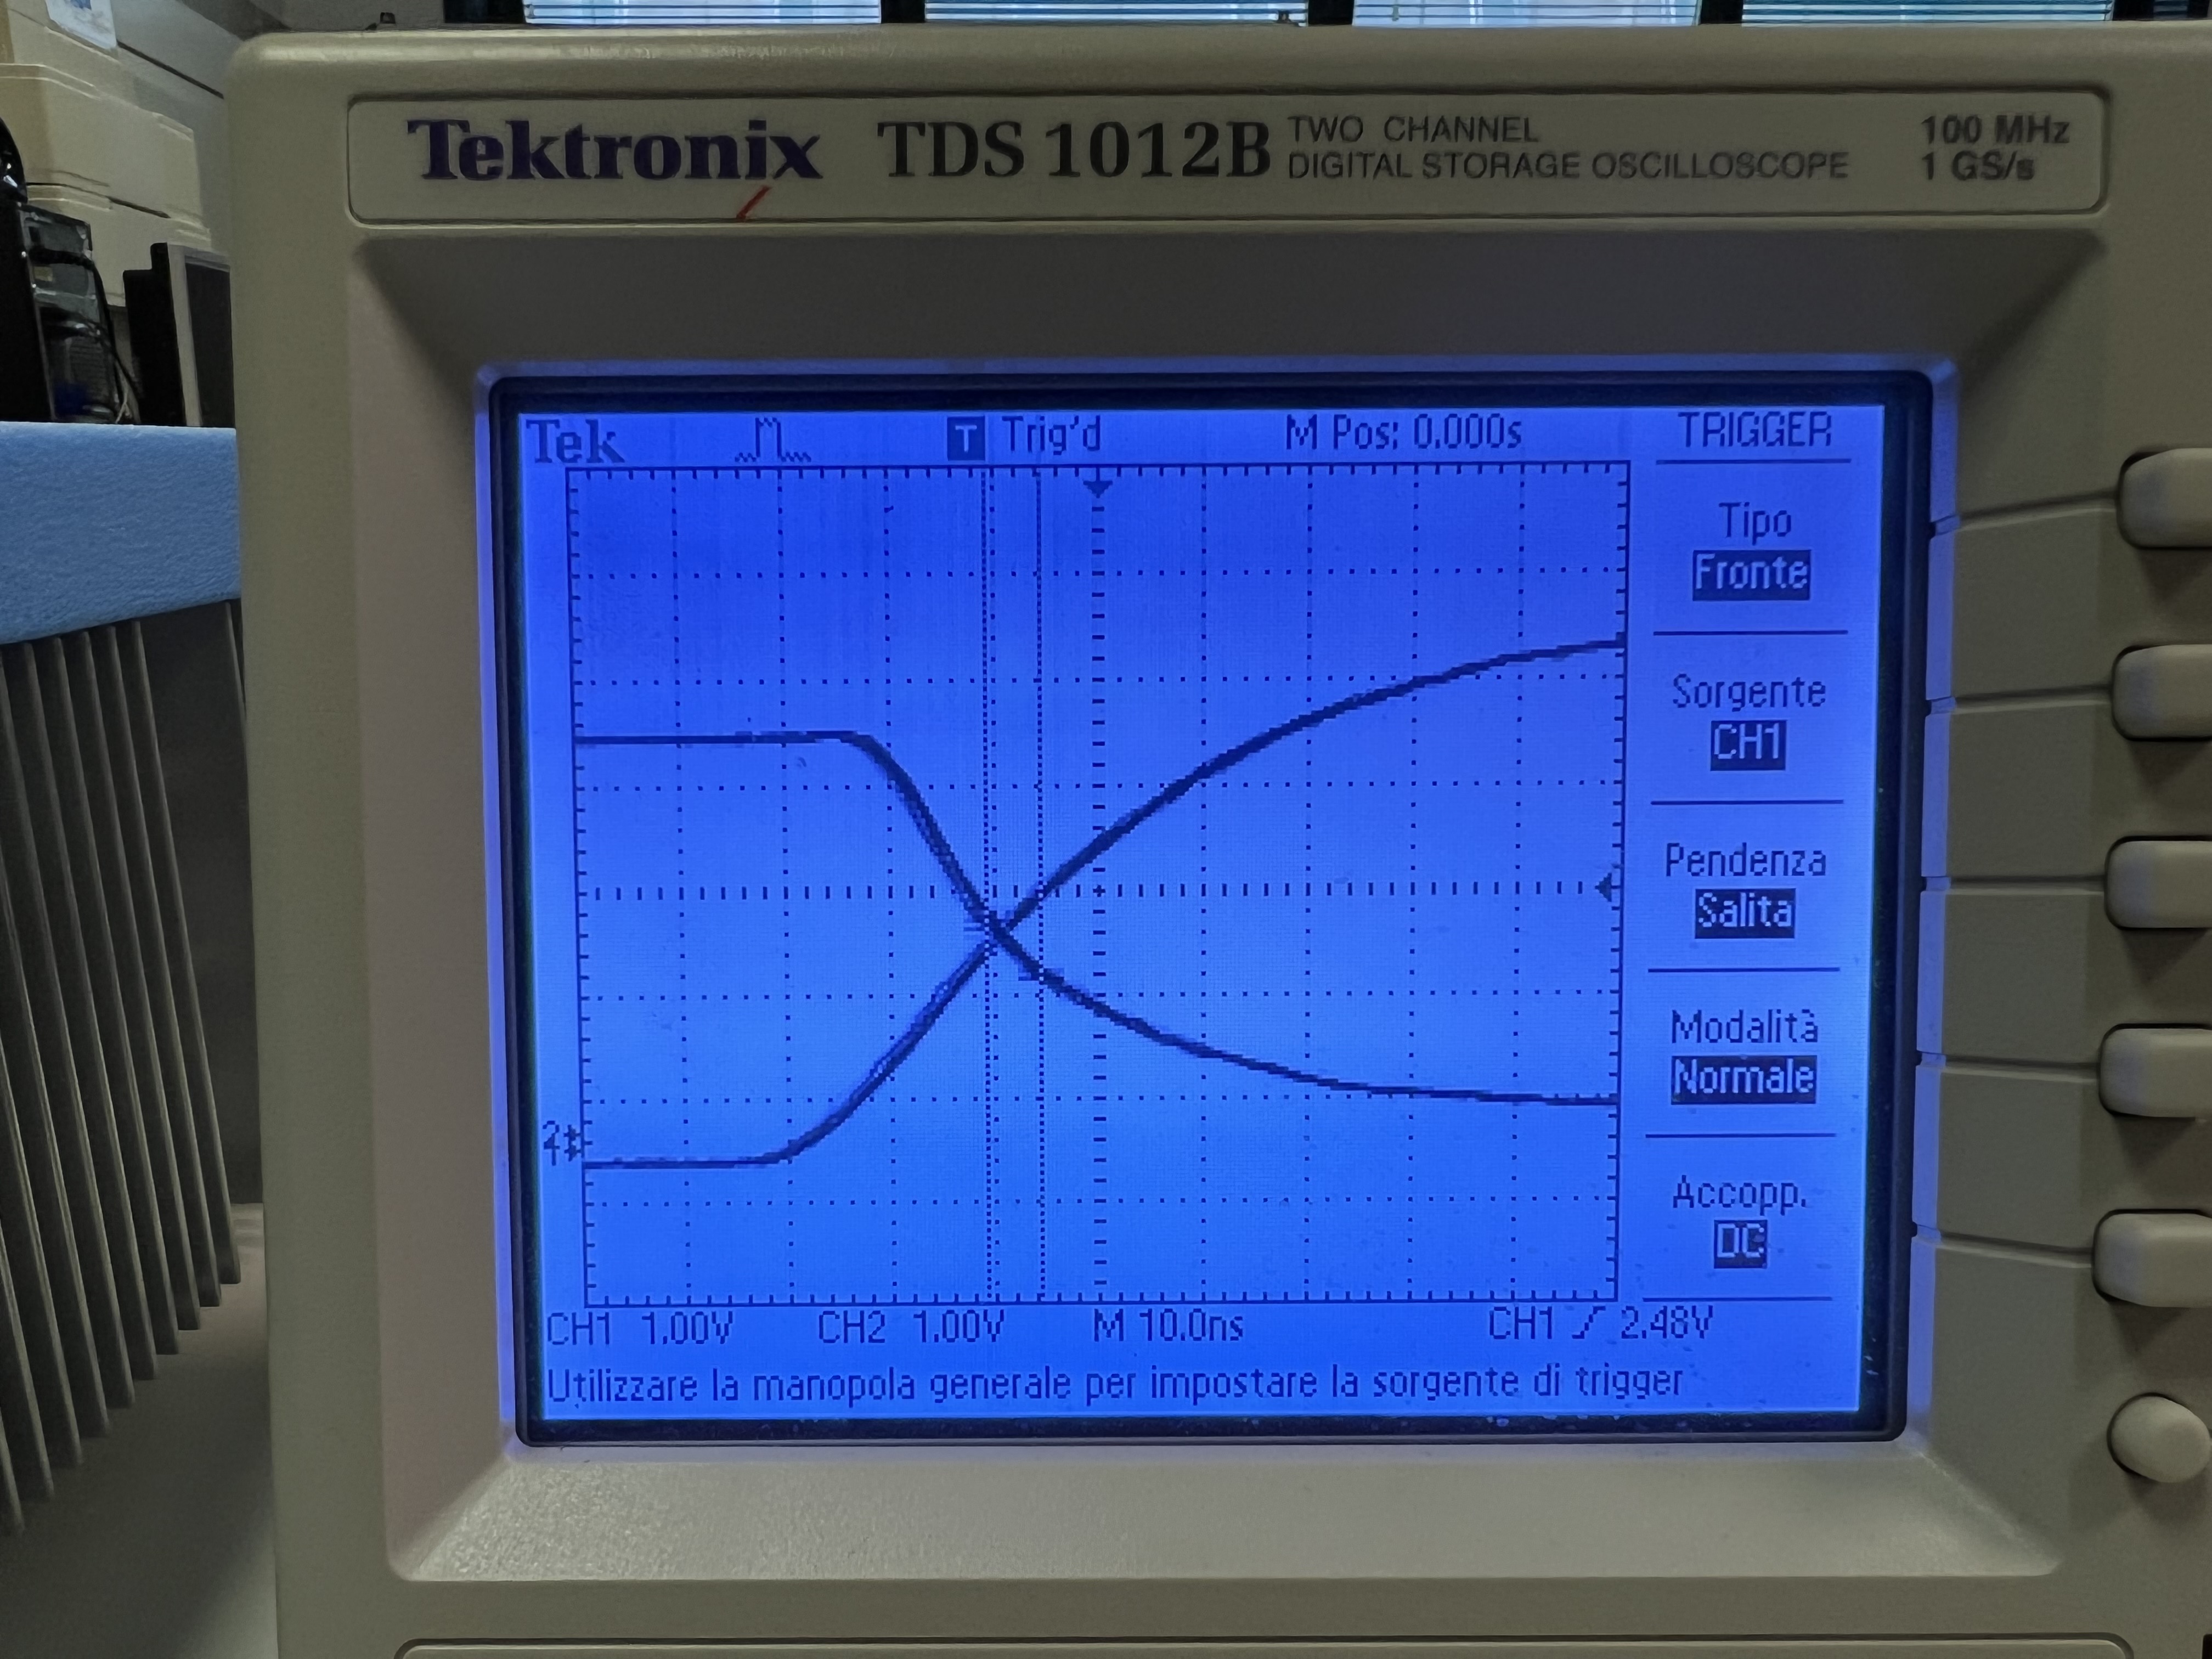 Tektronix TDS 1012B TWO CHANNEL DIGITAL STORAGE OSCILLOSCOPE 100 MHz 1 GS/s
Tek T Trig'd M Pos: 0.000s TRIGGER
Tipo
Fronte
Sorgente
CH1
Pendenza
Salita
Modalità
Normale
Accopp.
DC
2
CH1 1.00V CH2 1.00V M 10.0ns CH1 2.48V
Utilizzare la manopola generale per impostare la sorgente di trigger